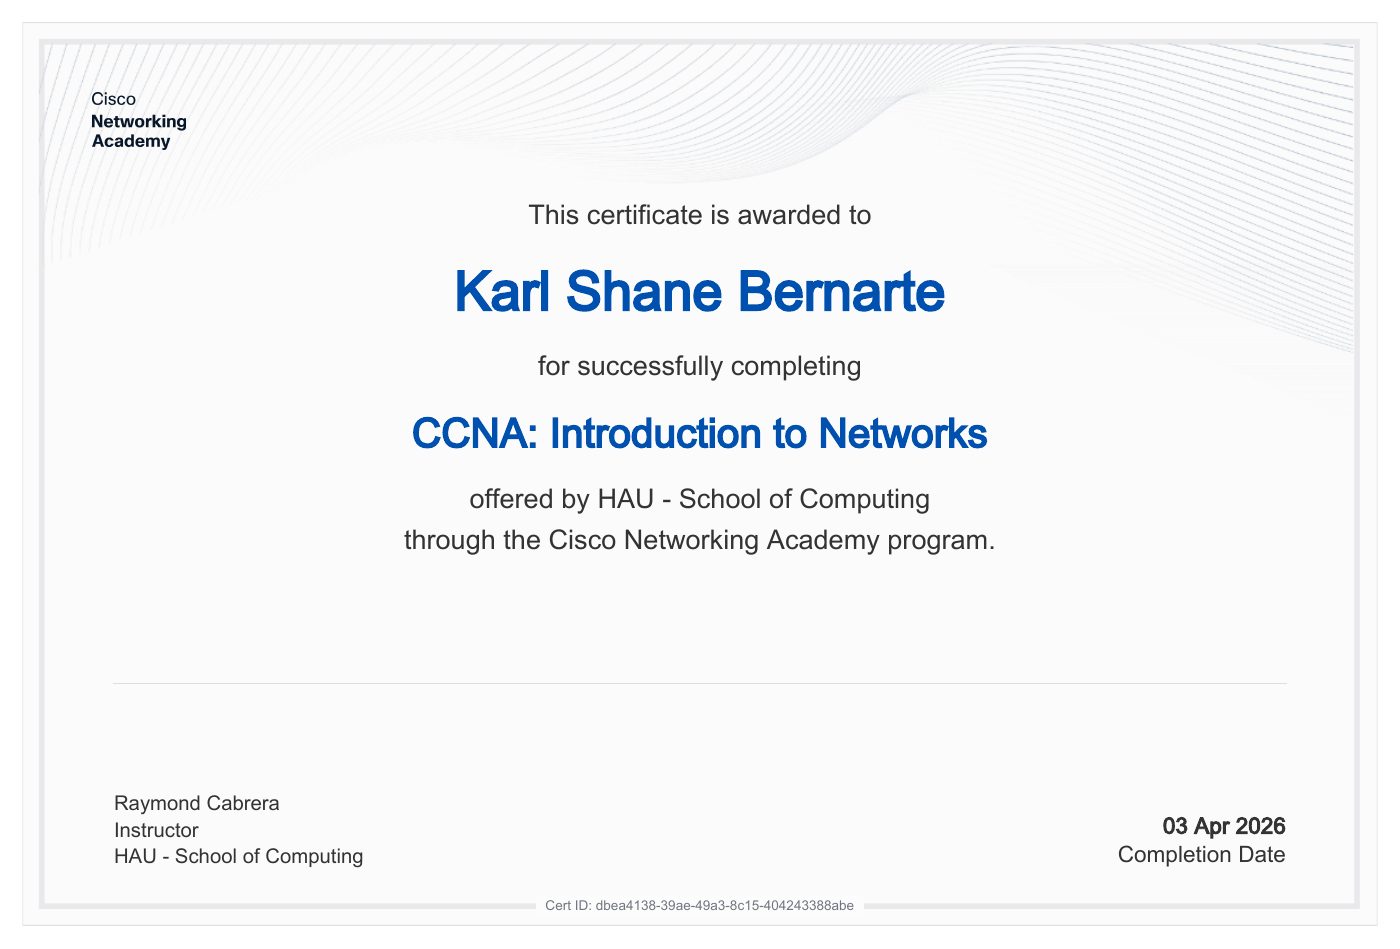 Cisco
Networking
Academy
This certificate is awarded to
Karl Shane Bernarte
for successfully completing
CCNA: Introduction to Networks
offered by HAU - School of Computing
through the Cisco Networking Academy program.
Raymond Cabrera
Instructor
HAU - School of Computing
03 Apr 2026
Completion Date
Cert ID: dbea4138-39ae-49a3-8c15-404243388abe